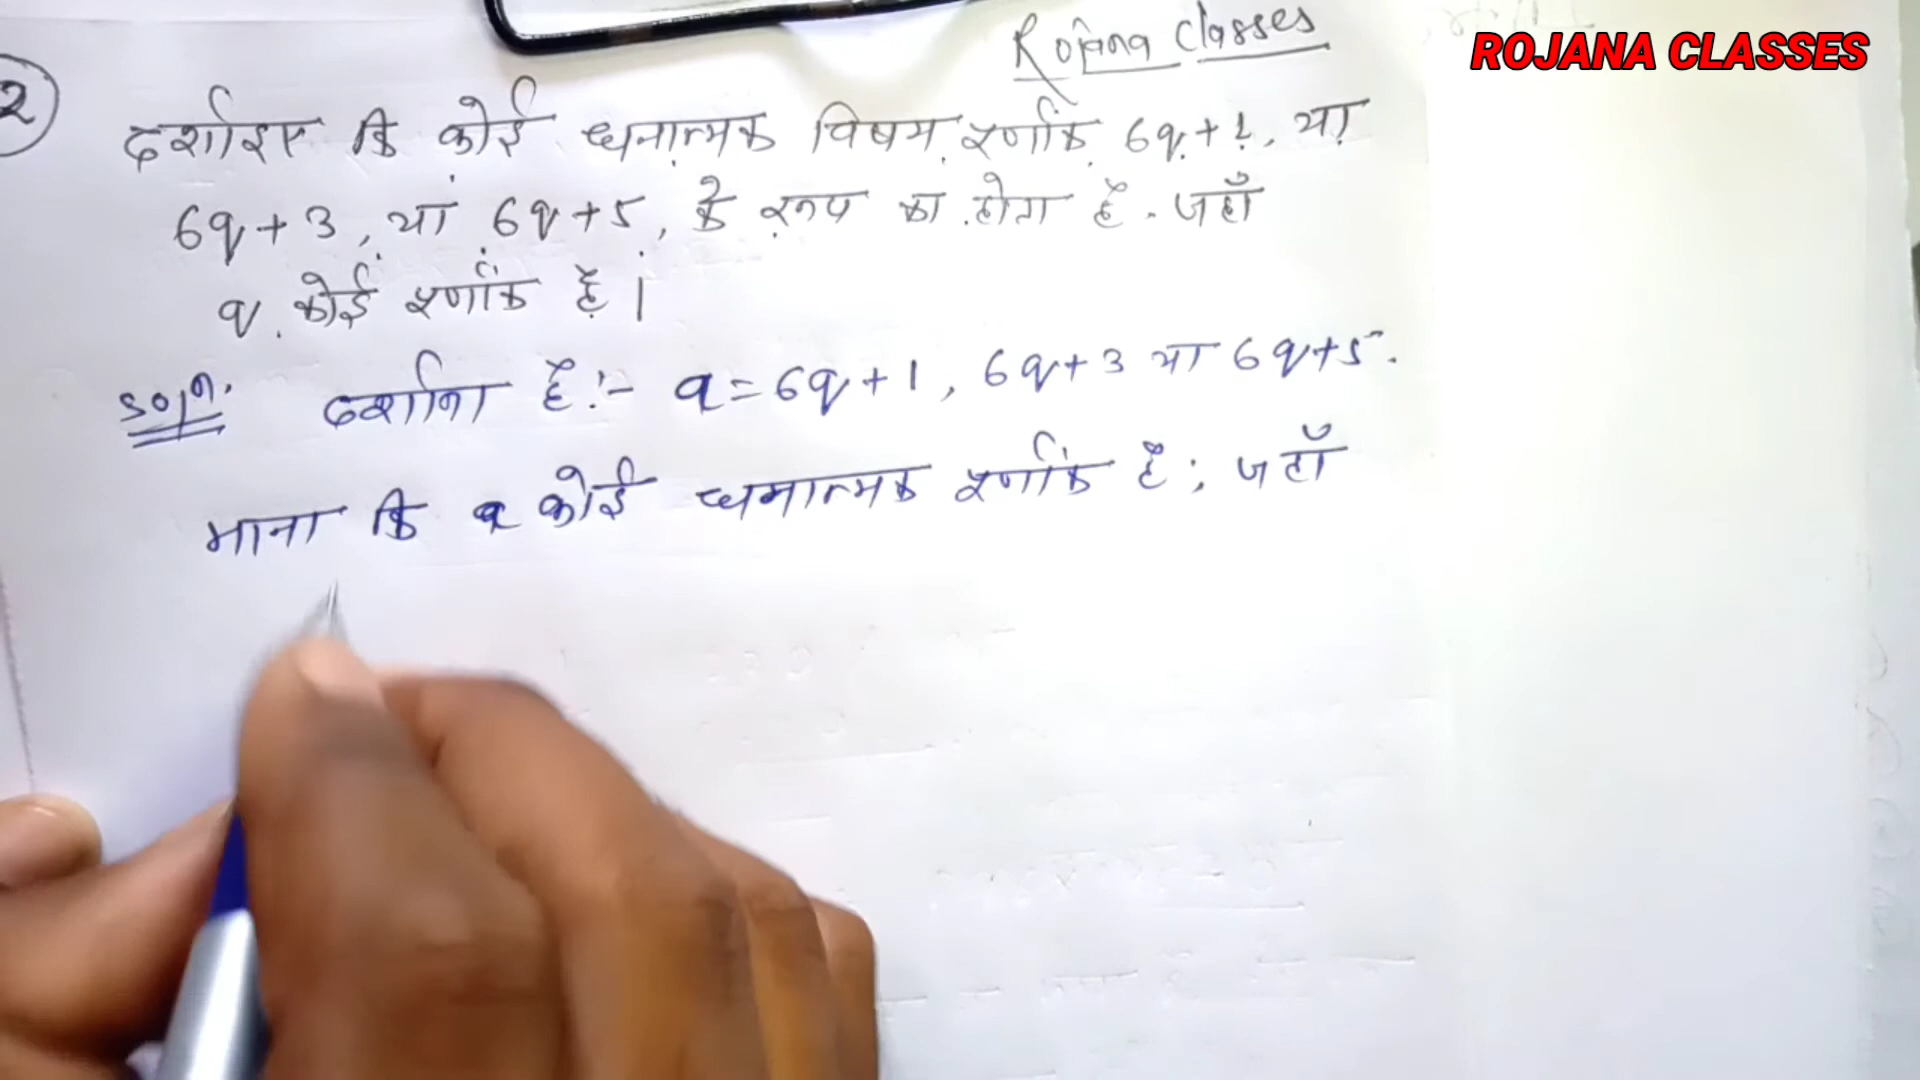 Rojana Classes
ROJANA CLASSES
2
दर्शाइए कि कोई धनात्मक विषम पूर्णांक 6q+1, या
6q+3, या 6q+5, के रूप का होता है. जहाँ
q कोई पूर्णांक है।
Soln. दर्शाना है:- a=6q+1, 6q+3 या 6q+5.
माना कि a कोई धनात्मक पूर्णांक है; जहाँ